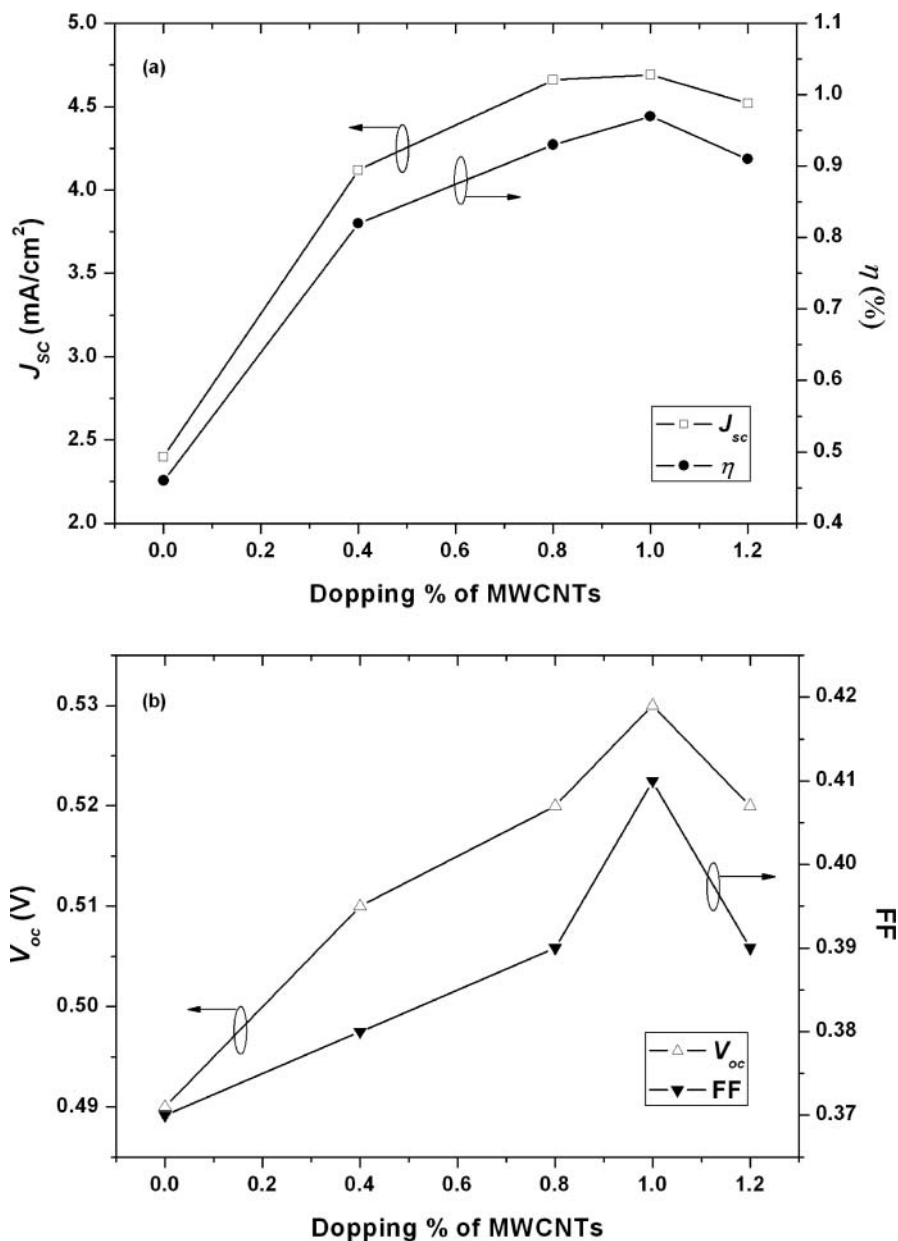 (a)
5.0
4.5
4.0
3.5
3.0
2.5
2.0
J_sc (mA/cm²)
1.1
1.0
0.9
0.8
0.7
0.6
0.5
0.4
η (%)
J_sc
η
0.0 0.2 0.4 0.6 0.8 1.0 1.2
Dopping % of MWCNTs
(b)
0.53
0.52
0.51
0.50
0.49
V_oc (V)
0.42
0.41
0.40
0.39
0.38
0.37
FF
V_oc
FF
0.0 0.2 0.4 0.6 0.8 1.0 1.2
Dopping % of MWCNTs